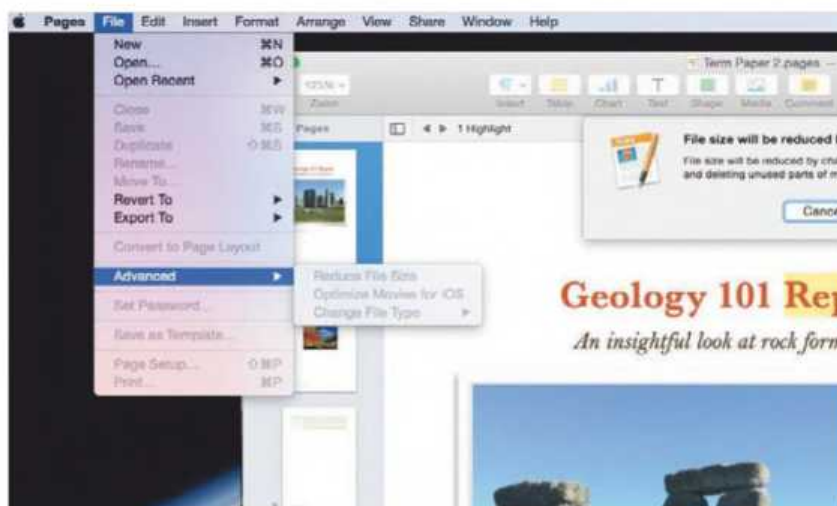 Pages File Edit Insert Format Arrange View Share Window Help
New ⌘N
Open... ⌘O
Open Recent ▶
Close ⌘W
Save ⌘S
Duplicate ⇧⌘S
Rename...
Move To...
Revert To ▶
Export To ▶
Convert to Page Layout
Advanced ▶
Set Password...
Save as Template...
Page Setup... ⇧⌘P
Print... ⌘P
Reduce File Size
Optimize Movies for iOS
Change File Type ▶
Term Paper 2.pages
125%
Zoom Insert Table Chart Text Shape Media Comment
Pages 1 Highlight
File size will be reduced
File size will be reduced by
and deleting unused parts of
Cance
Geology 101 Rep
An insightful look at rock form